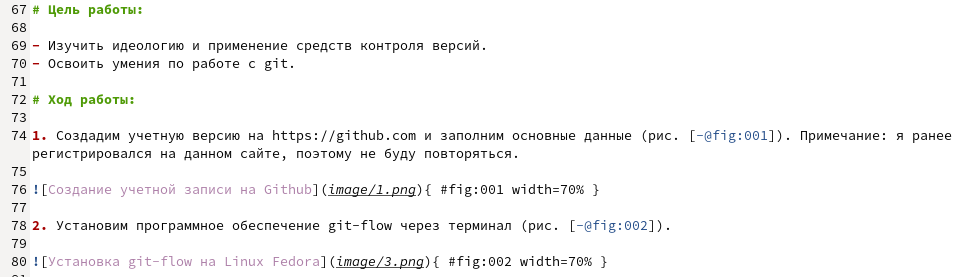 67 # Цель работы:
68
69 - Изучить идеологию и применение средств контроля версий.
70 - Освоить умения по работе с git.
71
72 # Ход работы:
73
74 1. Создадим учетную версию на https://github.com и заполним основные данные (рис. [-@fig:001]). Примечание: я ранее
регистрировался на данном сайте, поэтому не буду повторяться.
75
76 ![Создание учетной записи на Github](image/1.png){ #fig:001 width=70% }
77
78 2. Установим программное обеспечение git-flow через терминал (рис. [-@fig:002]).
79
80 ![Установка git-flow на Linux Fedora](image/3.png){ #fig:002 width=70% }